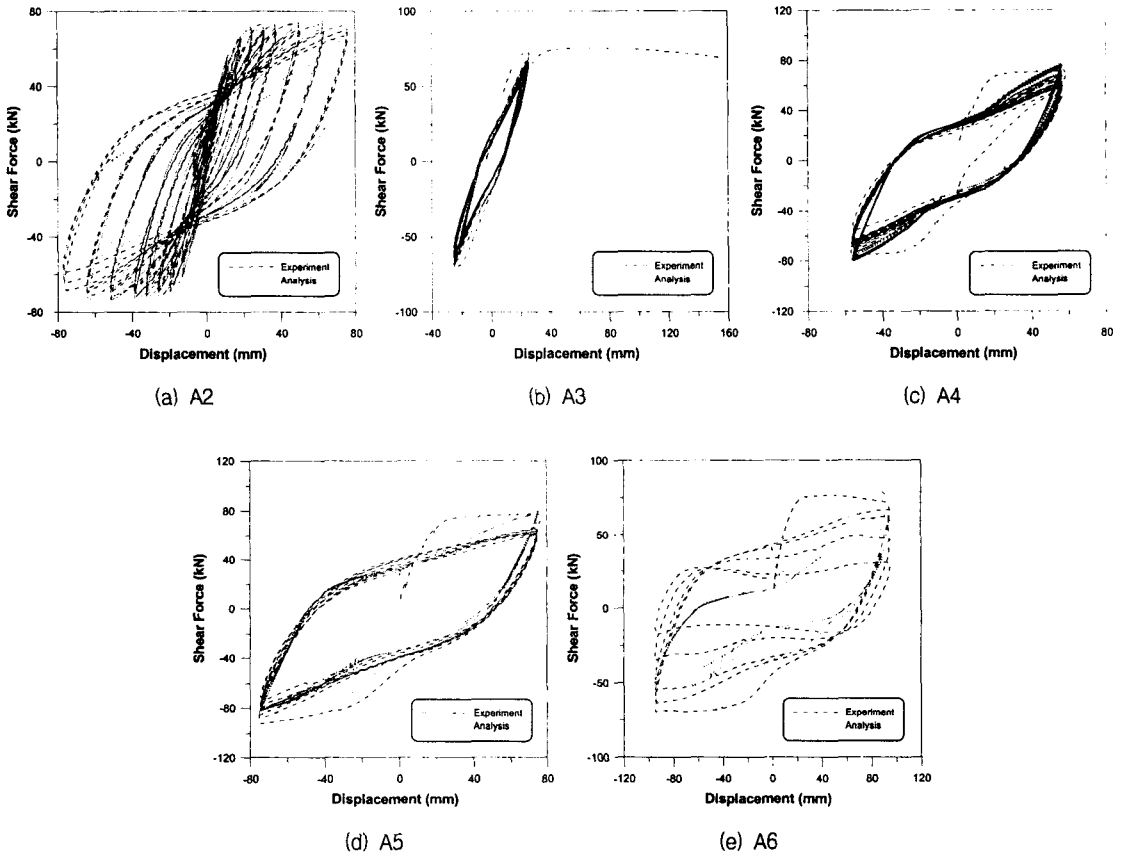 80
40
0
-40
-80
Shear Force (kN)
-80 -40 0 40 80
Displacement (mm)
Experiment
Analysis
(a) A2
100
50
0
-50
-100
Shear Force (kN)
-40 0 40 80 120 160
Displacement (mm)
Experiment
Analysis
(b) A3
120
80
40
0
-40
-80
-120
Shear Force (kN)
-80 -40 0 40 80
Displacement (mm)
Experiment
Analysis
(c) A4
120
80
40
0
-40
-80
-120
Shear Force (kN)
-80 -40 0 40 80
Displacement (mm)
Experiment
Analysis
(d) A5
100
50
0
-50
-100
Shear Force (kN)
-120 -80 -40 0 40 80 120
Displacement (mm)
Experiment
Analysis
(e) A6